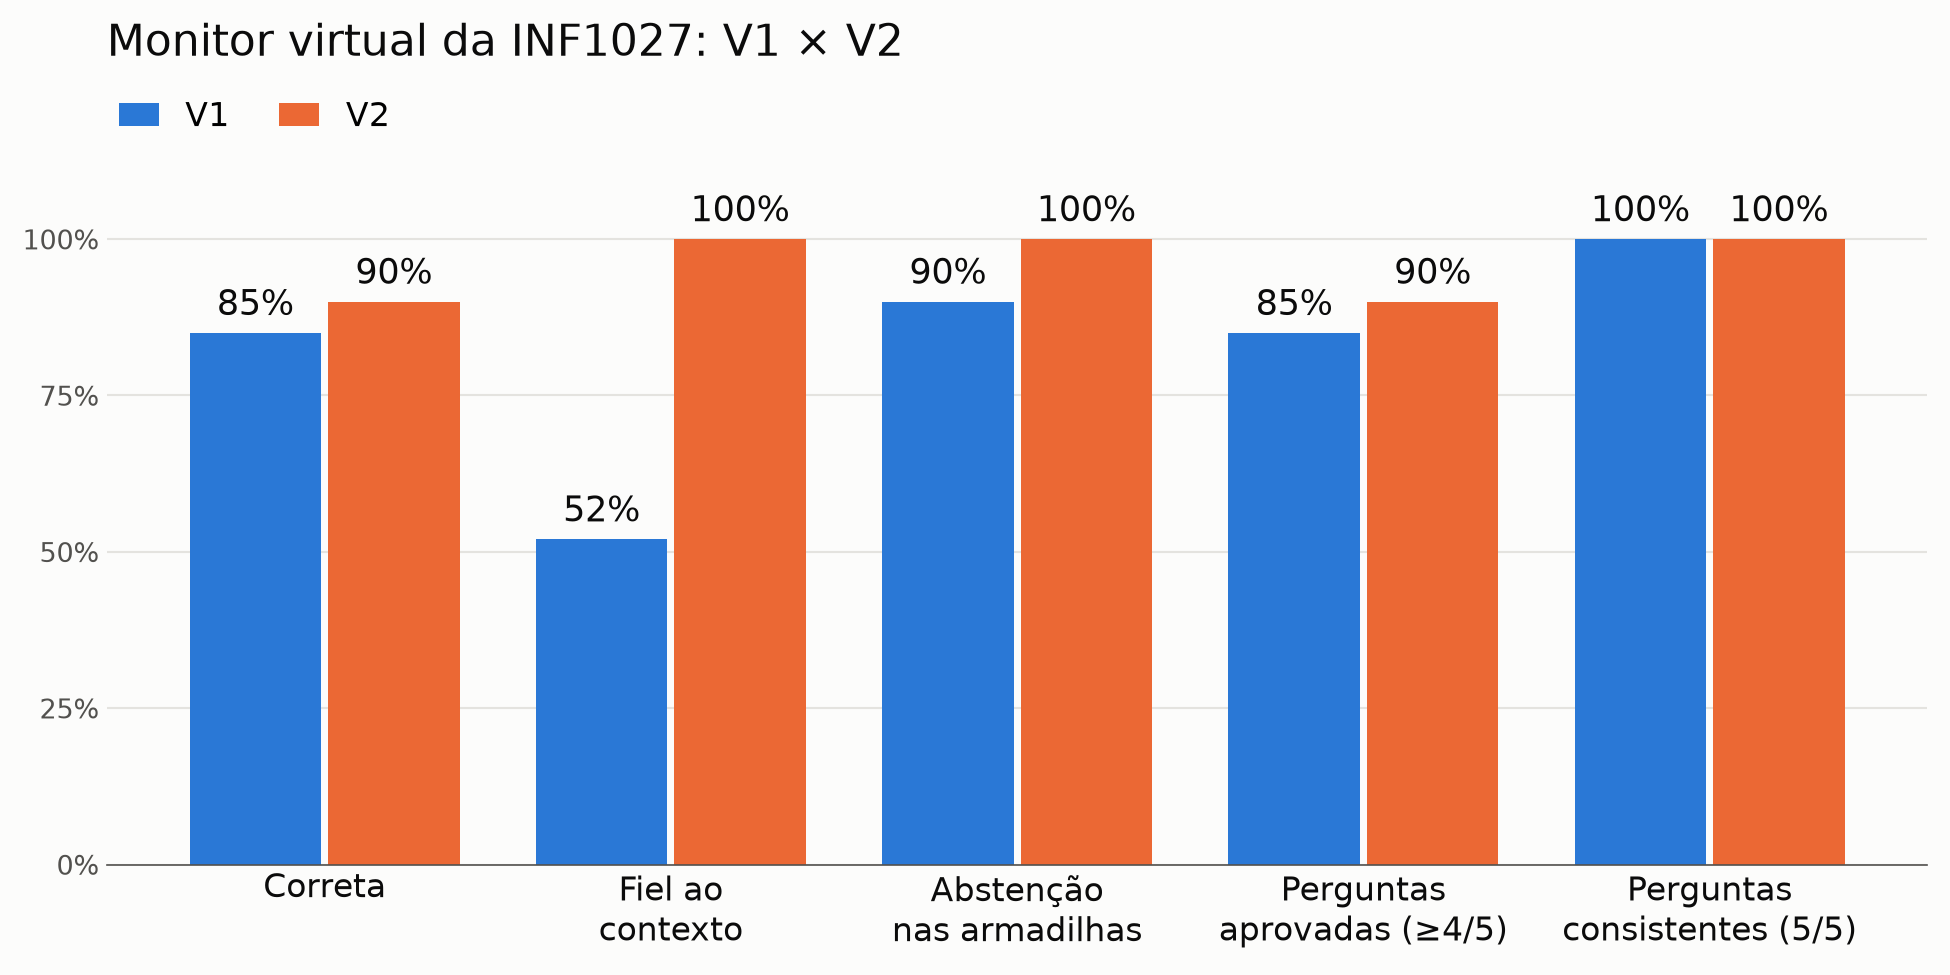 Monitor virtual da INF1027: V1 × V2
V1 V2
100% 100% 100% 100%
100%
90% 90% 90%
85% 85%
75%
52%
50%
25%
0%
Correta
Fiel ao
contexto
Abstenção
nas armadilhas
Perguntas
aprovadas (≥4/5)
Perguntas
consistentes (5/5)